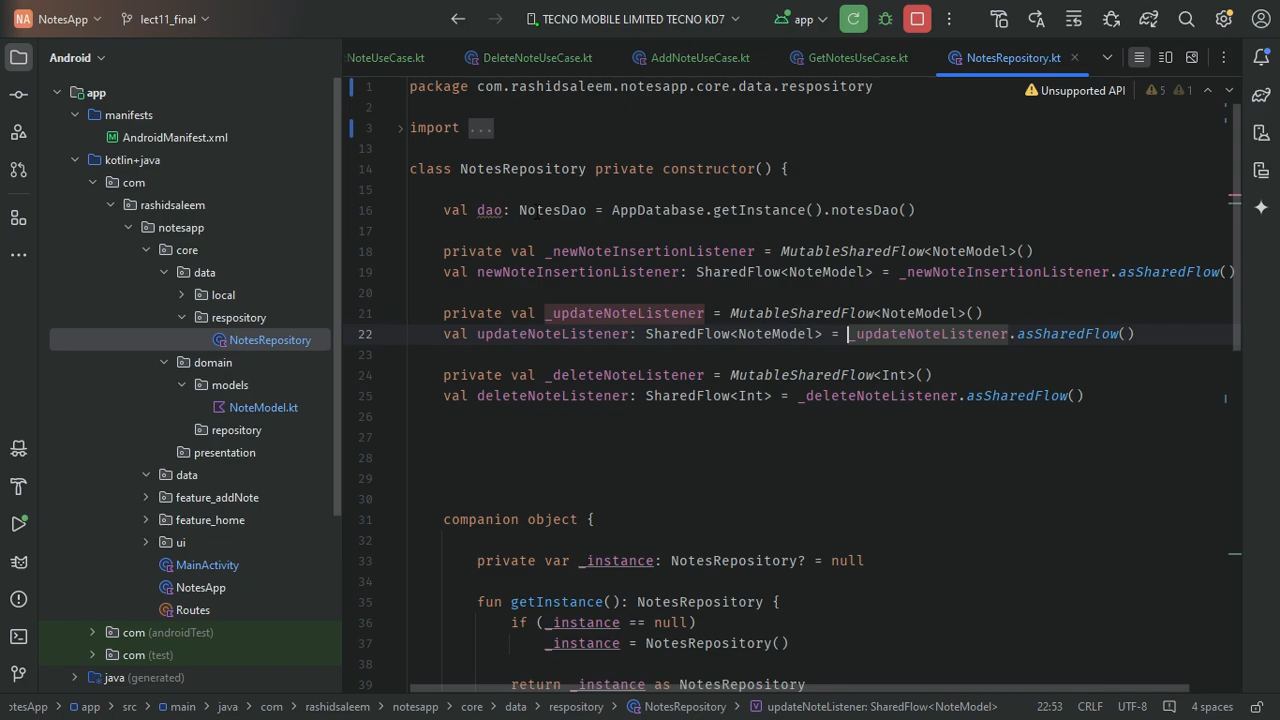 NA NotesApp lect11_final TECNO MOBILE LIMITED TECNO KD7 app
Android
NoteUseCase.kt DeleteNoteUseCase.kt AddNoteUseCase.kt GetNotesUseCase.kt NotesRepository.kt
app
manifests
AndroidManifest.xml
kotlin+java
com
rashidsaleem
notesapp
core
data
local
respository
NotesRepository
domain
models
NoteModel.kt
repository
presentation
data
feature_addNote
feature_home
ui
MainActivity
NotesApp
Routes
com (androidTest)
com (test)
java (generated)
Unsupported API 5 1
1 package com.rashidsaleem.notesapp.core.data.respository
2
3 import ...
13
14 class NotesRepository private constructor() {
15
16 val dao: NotesDao = AppDatabase.getInstance().notesDao()
17
18 private val _newNoteInsertionListener = MutableSharedFlow<NoteModel>()
19 val newNoteInsertionListener: SharedFlow<NoteModel> = _newNoteInsertionListener.asSharedFlow()
20
21 private val _updateNoteListener = MutableSharedFlow<NoteModel>()
22 val updateNoteListener: SharedFlow<NoteModel> = _updateNoteListener.asSharedFlow()
23
24 private val _deleteNoteListener = MutableSharedFlow<Int>()
25 val deleteNoteListener: SharedFlow<Int> = _deleteNoteListener.asSharedFlow()
26
27
28
29
30
31 companion object {
32
33 private var _instance: NotesRepository? = null
34
35 fun getInstance(): NotesRepository {
36 if (_instance == null)
37 _instance = NotesRepository()
38
39 return _instance as NotesRepository
otesApp app src main java com rashidsaleem notesapp core data respository NotesRepository updateNoteListener: SharedFlow<NoteModel> 22:53 CRLF UTF-8 4 spaces